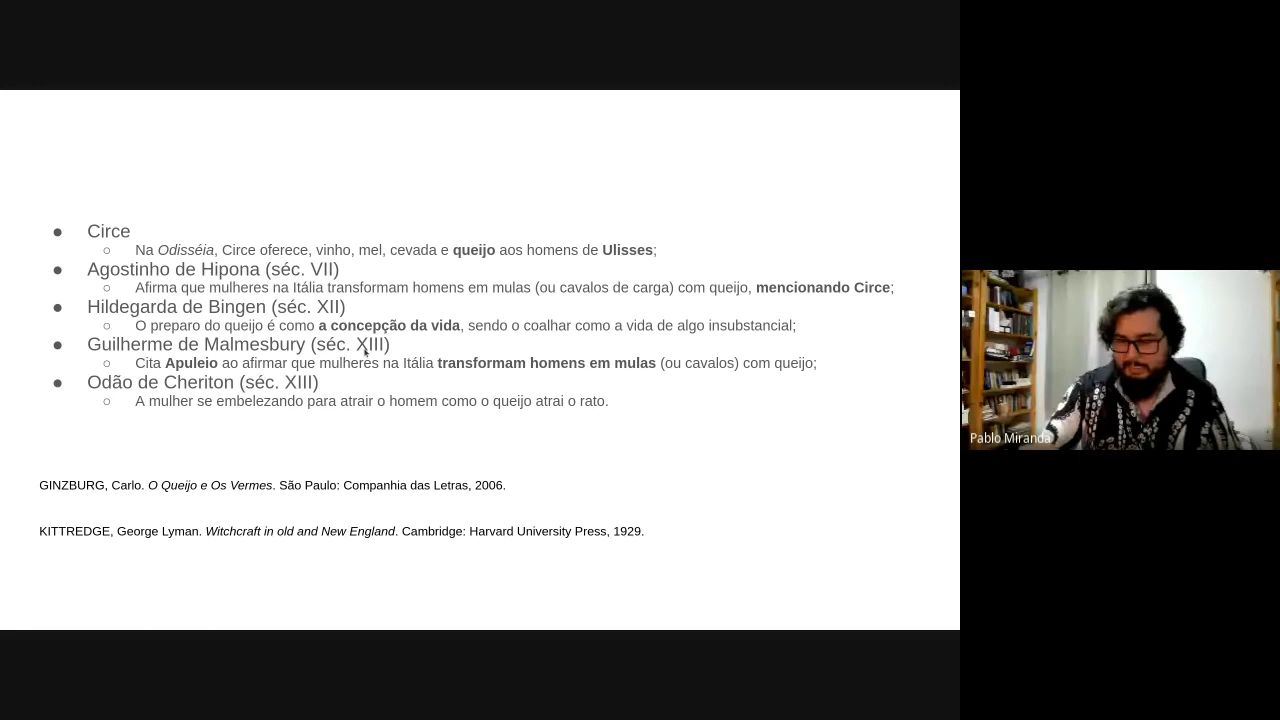 ● Circe
○ Na Odisséia, Circe oferece, vinho, mel, cevada e queijo aos homens de Ulisses;
● Agostinho de Hipona (séc. VII)
○ Afirma que mulheres na Itália transformam homens em mulas (ou cavalos de carga) com queijo, mencionando Circe;
● Hildegarda de Bingen (séc. XII)
○ O preparo do queijo é como a concepção da vida, sendo o coalhar como a vida de algo insubstancial;
● Guilherme de Malmesbury (séc. XIII)
○ Cita Apuleio ao afirmar que mulheres na Itália transformam homens em mulas (ou cavalos) com queijo;
● Odão de Cheriton (séc. XIII)
○ A mulher se embelezando para atrair o homem como o queijo atrai o rato.
GINZBURG, Carlo. O Queijo e Os Vermes. São Paulo: Companhia das Letras, 2006.
KITTREDGE, George Lyman. Witchcraft in old and New England. Cambridge: Harvard University Press, 1929.
Pablo Miranda